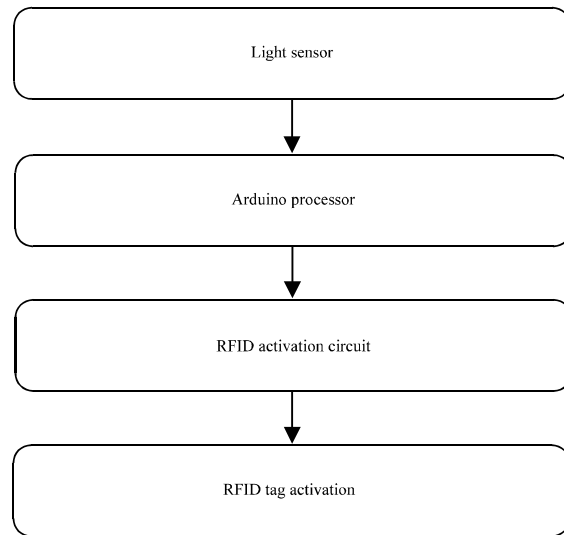 Light sensor
Arduino processor
RFID activation circuit
RFID tag activation